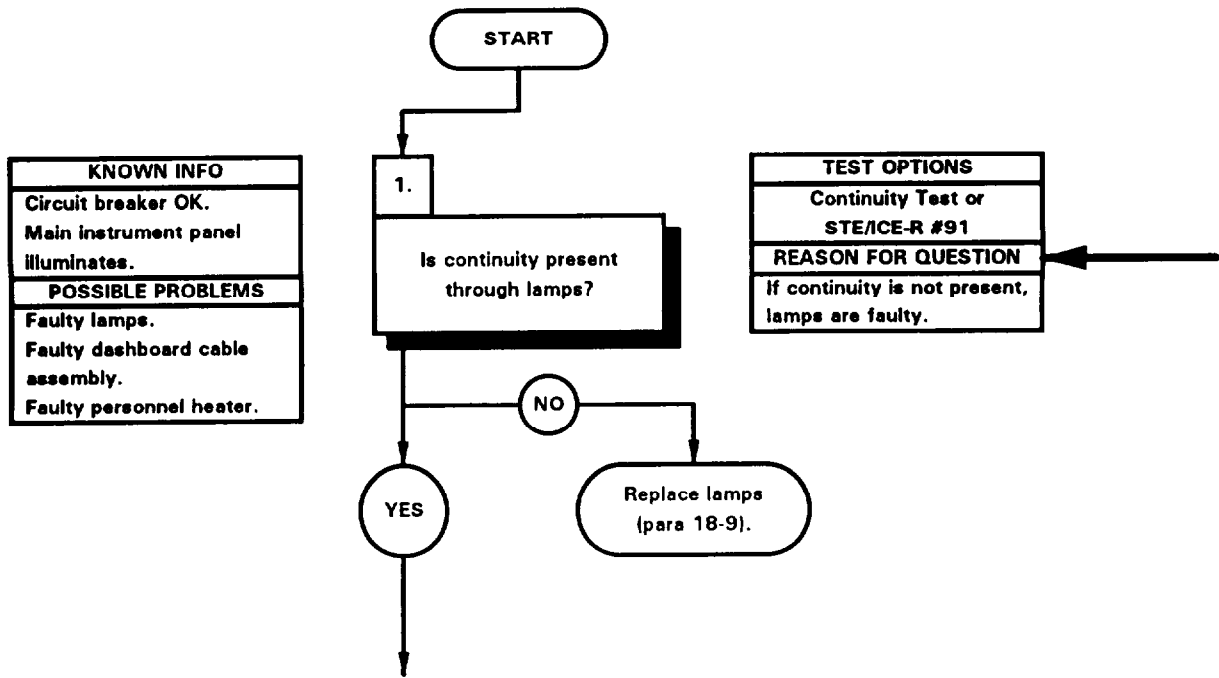 START
KNOWN INFO
Circuit breaker OK.
Main instrument panel
illuminates.
POSSIBLE PROBLEMS
Faulty lamps.
Faulty dashboard cable
assembly.
Faulty personnel heater.
1.
Is continuity present
through lamps?
TEST OPTIONS
Continuity Test or
STE/ICE-R #91
REASON FOR QUESTION
If continuity is not present,
lamps are faulty.
NO
YES
Replace lamps
(para 18-9).